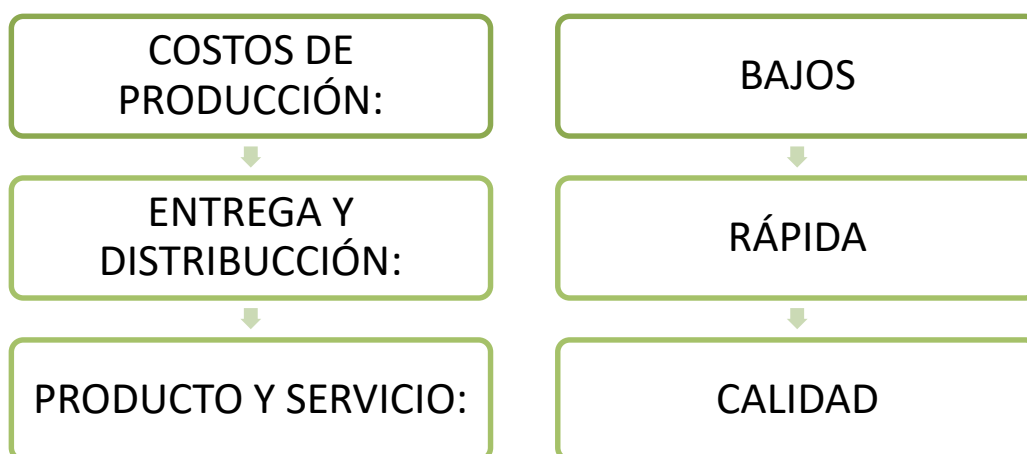 COSTOS DE
PRODUCCIÓN:
BAJOS
ENTREGA Y
DISTRIBUCCIÓN:
RÁPIDA
PRODUCTO Y SERVICIO:
CALIDAD